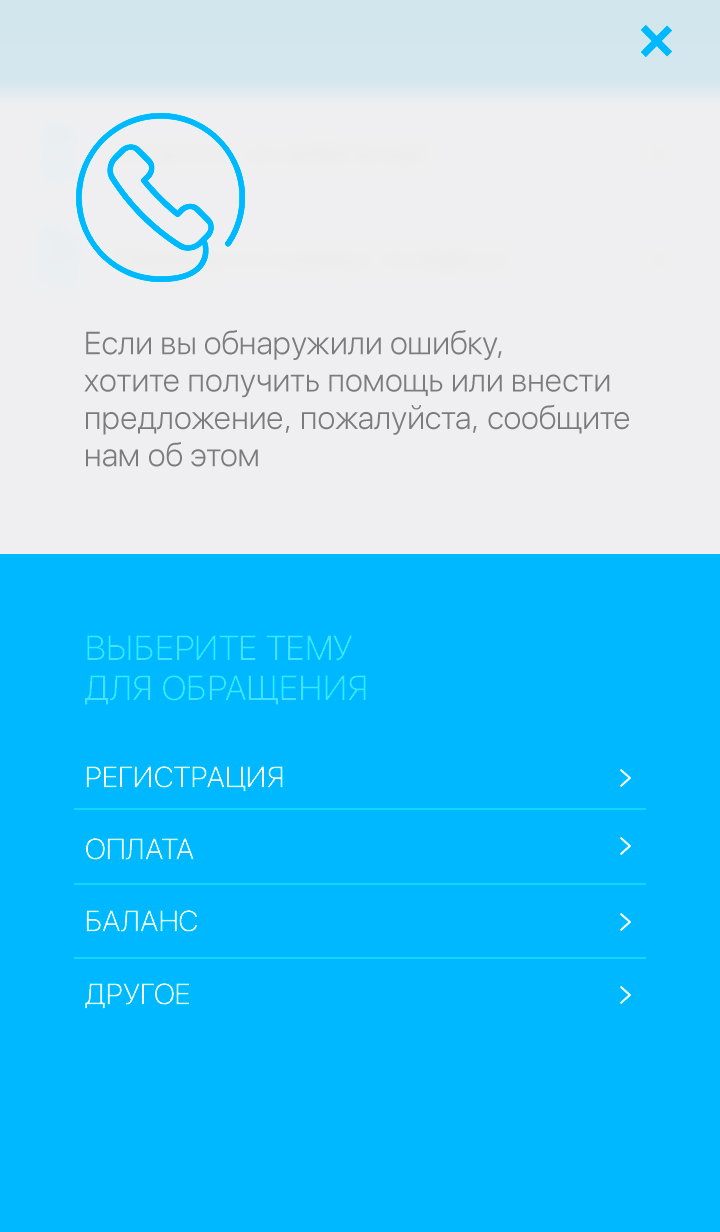 Если вы обнаружили ошибку,
хотите получить помощь или внести
предложение, пожалуйста, сообщите
нам об этом
ВЫБЕРИТЕ ТЕМУ
ДЛЯ ОБРАЩЕНИЯ
РЕГИСТРАЦИЯ
ОПЛАТА
БАЛАНС
ДРУГОЕ